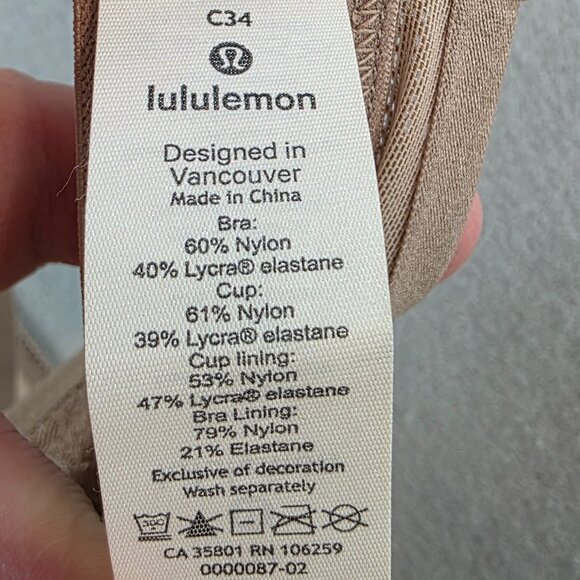 C34
lululemon
Designed in
Vancouver
Made in China
Bra:
60% Nylon
40% Lycra® elastane
Cup:
61% Nylon
39% Lycra® elastane
Cup lining:
53% Nylon
47% Lycra® elastane
Bra Lining:
79% Nylon
21% Elastane
Exclusive of decoration
Wash separately
CA 35801 RN 106259
0000087-02